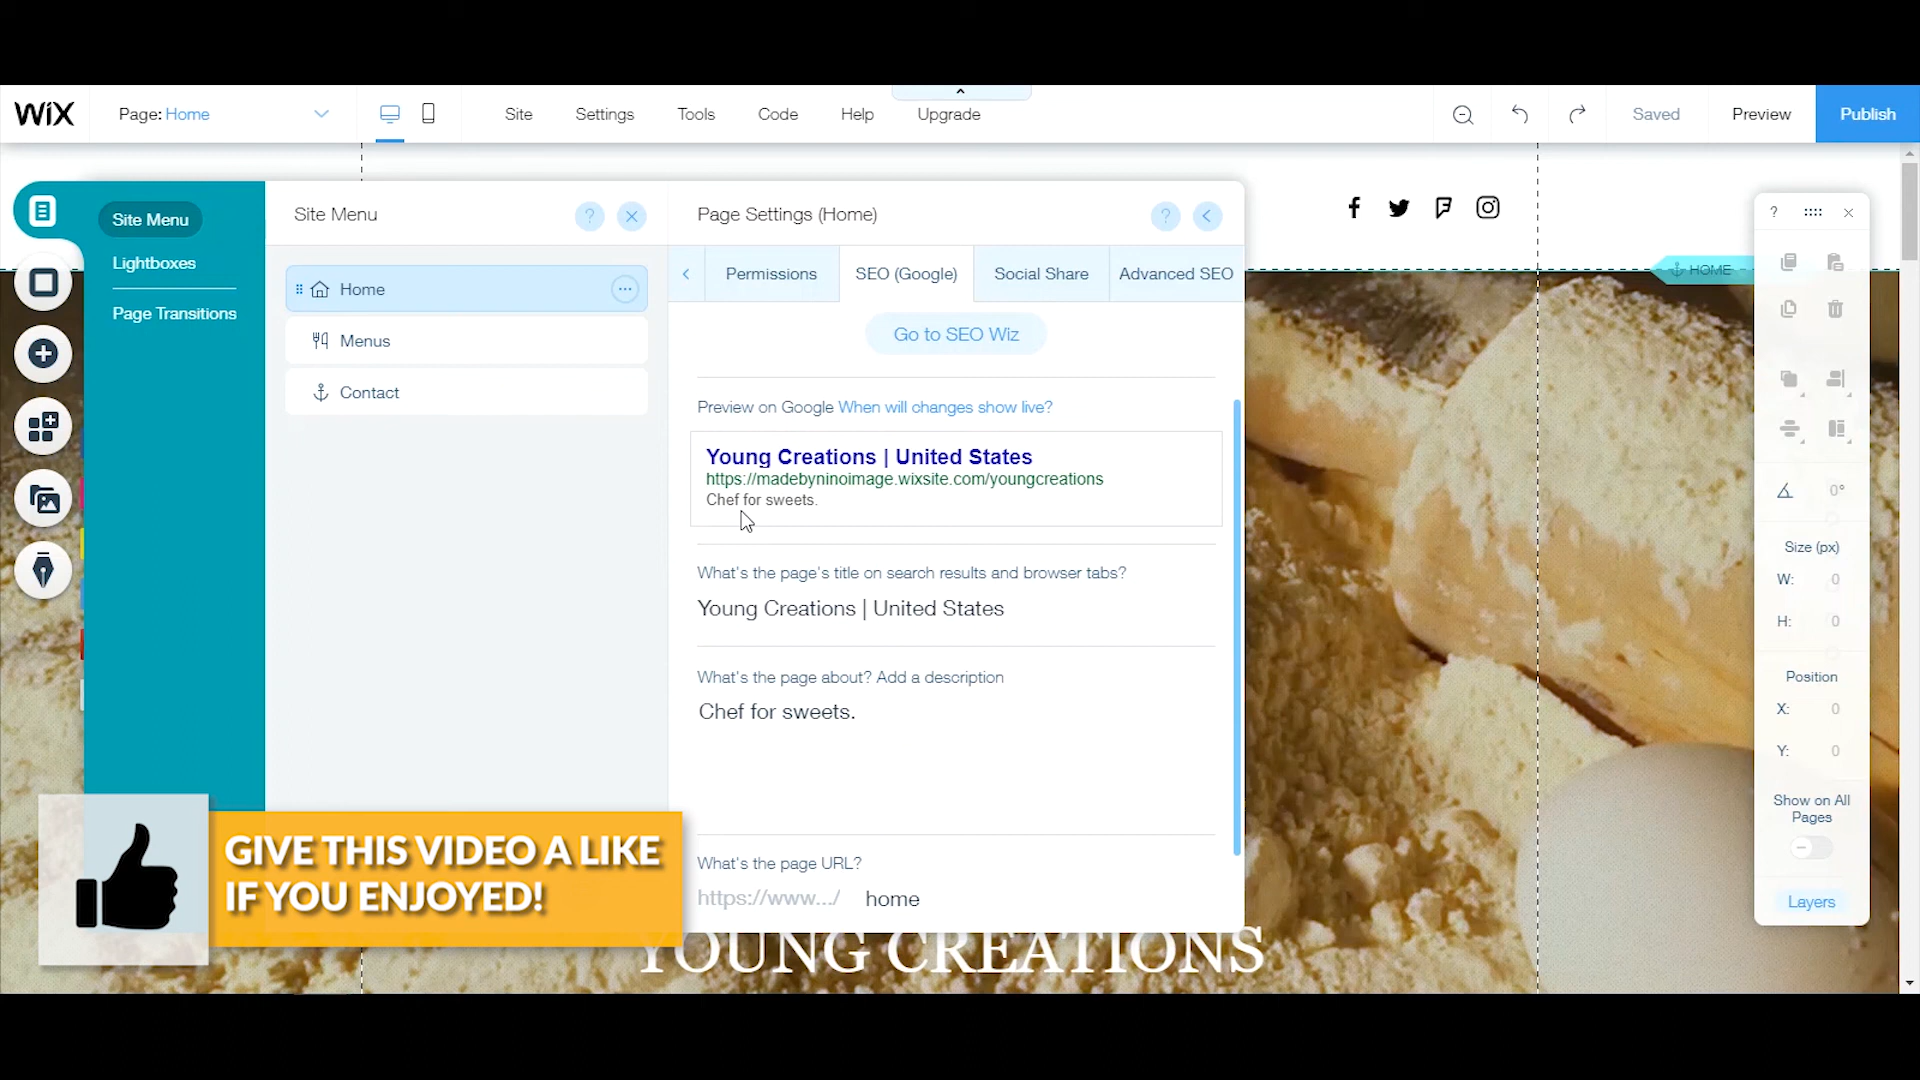 WiX
Page: Home
Site
Settings
Tools
Code
Help
Upgrade
Saved
Preview
Publish
Site Menu
Lightboxes
Page Transitions
Site Menu
?
Home
Menus
Contact
Page Settings (Home)
?
Permissions
SEO (Google)
Social Share
Advanced SEO
Go to SEO Wiz
Preview on Google When will changes show live?
Young Creations | United States
https://madebyninoimage.wixsite.com/youngcreations
Chef for sweets.
What's the page's title on search results and browser tabs?
Young Creations | United States
What's the page about? Add a description
Chef for sweets.
What's the page URL?
https://www.../ home
HOME
?
0°
Size (px)
W: 0
H: 0
Position
X: 0
Y: 0
Show on All
Pages
Layers
GIVE THIS VIDEO A LIKE
IF YOU ENJOYED!
YOUNG CREATIONS